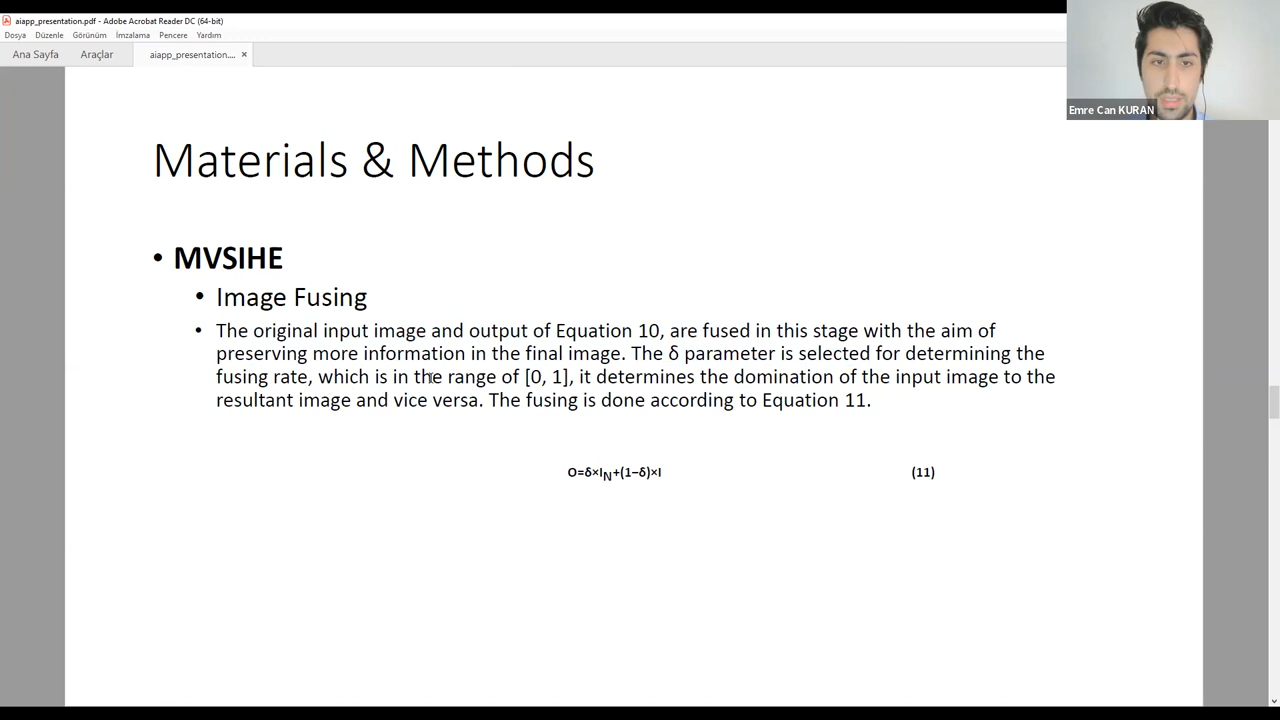 aiapp_presentation.pdf - Adobe Acrobat Reader DC (64-bit)
Dosya Düzenle Görünüm İmzalama Pencere Yardım
Ana Sayfa Araçlar aiapp_presentation.... ×
Emre Can KURAN
Materials & Methods
• MVSIHE
• Image Fusing
• The original input image and output of Equation 10, are fused in this stage with the aim of
preserving more information in the final image. The δ parameter is selected for determining the
fusing rate, which is in the range of [0, 1], it determines the domination of the input image to the
resultant image and vice versa. The fusing is done according to Equation 11.
O=δ×I_N+(1−δ)×I (11)